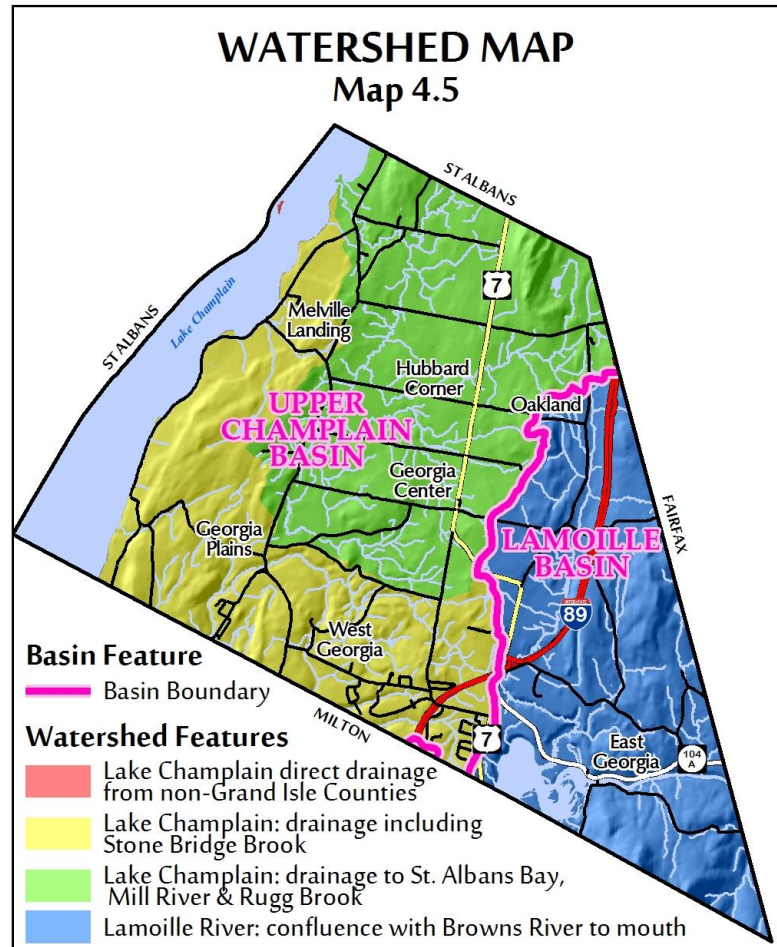 WATERSHED MAP
Map 4.5
ST ALBANS
7
ST ALBANS
Lake Champlain
Melville
Landing
Hubbard
Corner
Oakland
UPPER
CHAMPLAIN
BASIN
Georgia
Center
FAIRFAX
Georgia
Plains
LAMOILLE
BASIN
89
West
Georgia
MILTON
7
East
Georgia
104
A
Basin Feature
Basin Boundary
Watershed Features
Lake Champlain direct drainage
from non-Grand Isle Counties
Lake Champlain: drainage including
Stone Bridge Brook
Lake Champlain: drainage to St. Albans Bay,
Mill River & Rugg Brook
Lamoille River: confluence with Browns River to mouth